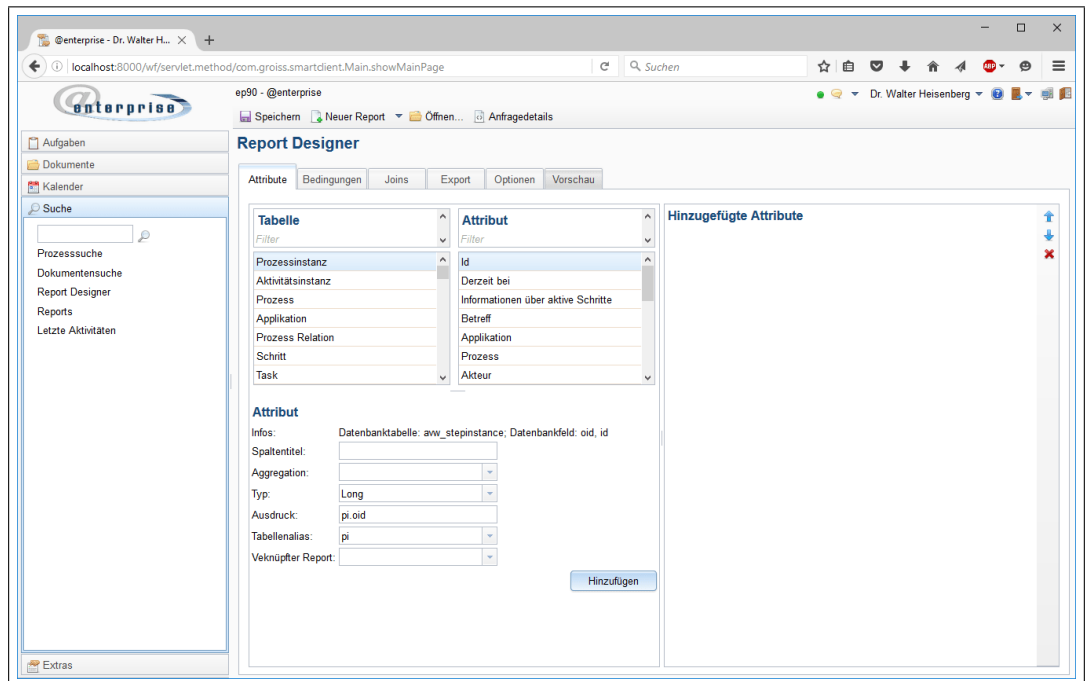 @enterprise - Dr. Walter H...
localhost:8000/wf/servlet.method/com.groiss.smartclient.Main.showMainPage
Suchen
ABP
@enterprise
ep90 - @enterprise
Dr. Walter Heisenberg
Speichern Neuer Report Öffnen... Anfragedetails
Aufgaben
Dokumente
Kalender
Suche
Prozesssuche
Dokumentensuche
Report Designer
Reports
Letzte Aktivitäten
Extras
Report Designer
Attribute Bedingungen Joins Export Optionen Vorschau
Tabelle
Filter
Prozessinstanz
Aktivitätsinstanz
Prozess
Applikation
Prozess Relation
Schritt
Task
Attribut
Filter
Id
Derzeit bei
Informationen über aktive Schritte
Betreff
Applikation
Prozess
Akteur
Attribut
Infos: Datenbanktabelle: avw_stepinstance; Datenbankfeld: oid, id
Spaltentitel:
Aggregation:
Typ: Long
Ausdruck: pi.oid
Tabellenalias: pi
Veknüpfter Report:
Hinzufügen
Hinzugefügte Attribute